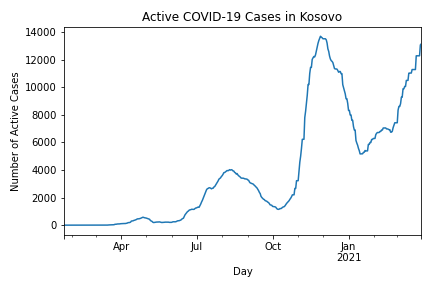 Active COVID-19 Cases in Kosovo
14000
12000
10000
8000
6000
4000
2000
0
Number of Active Cases
Apr
Jul
Oct
Jan
2021
Day